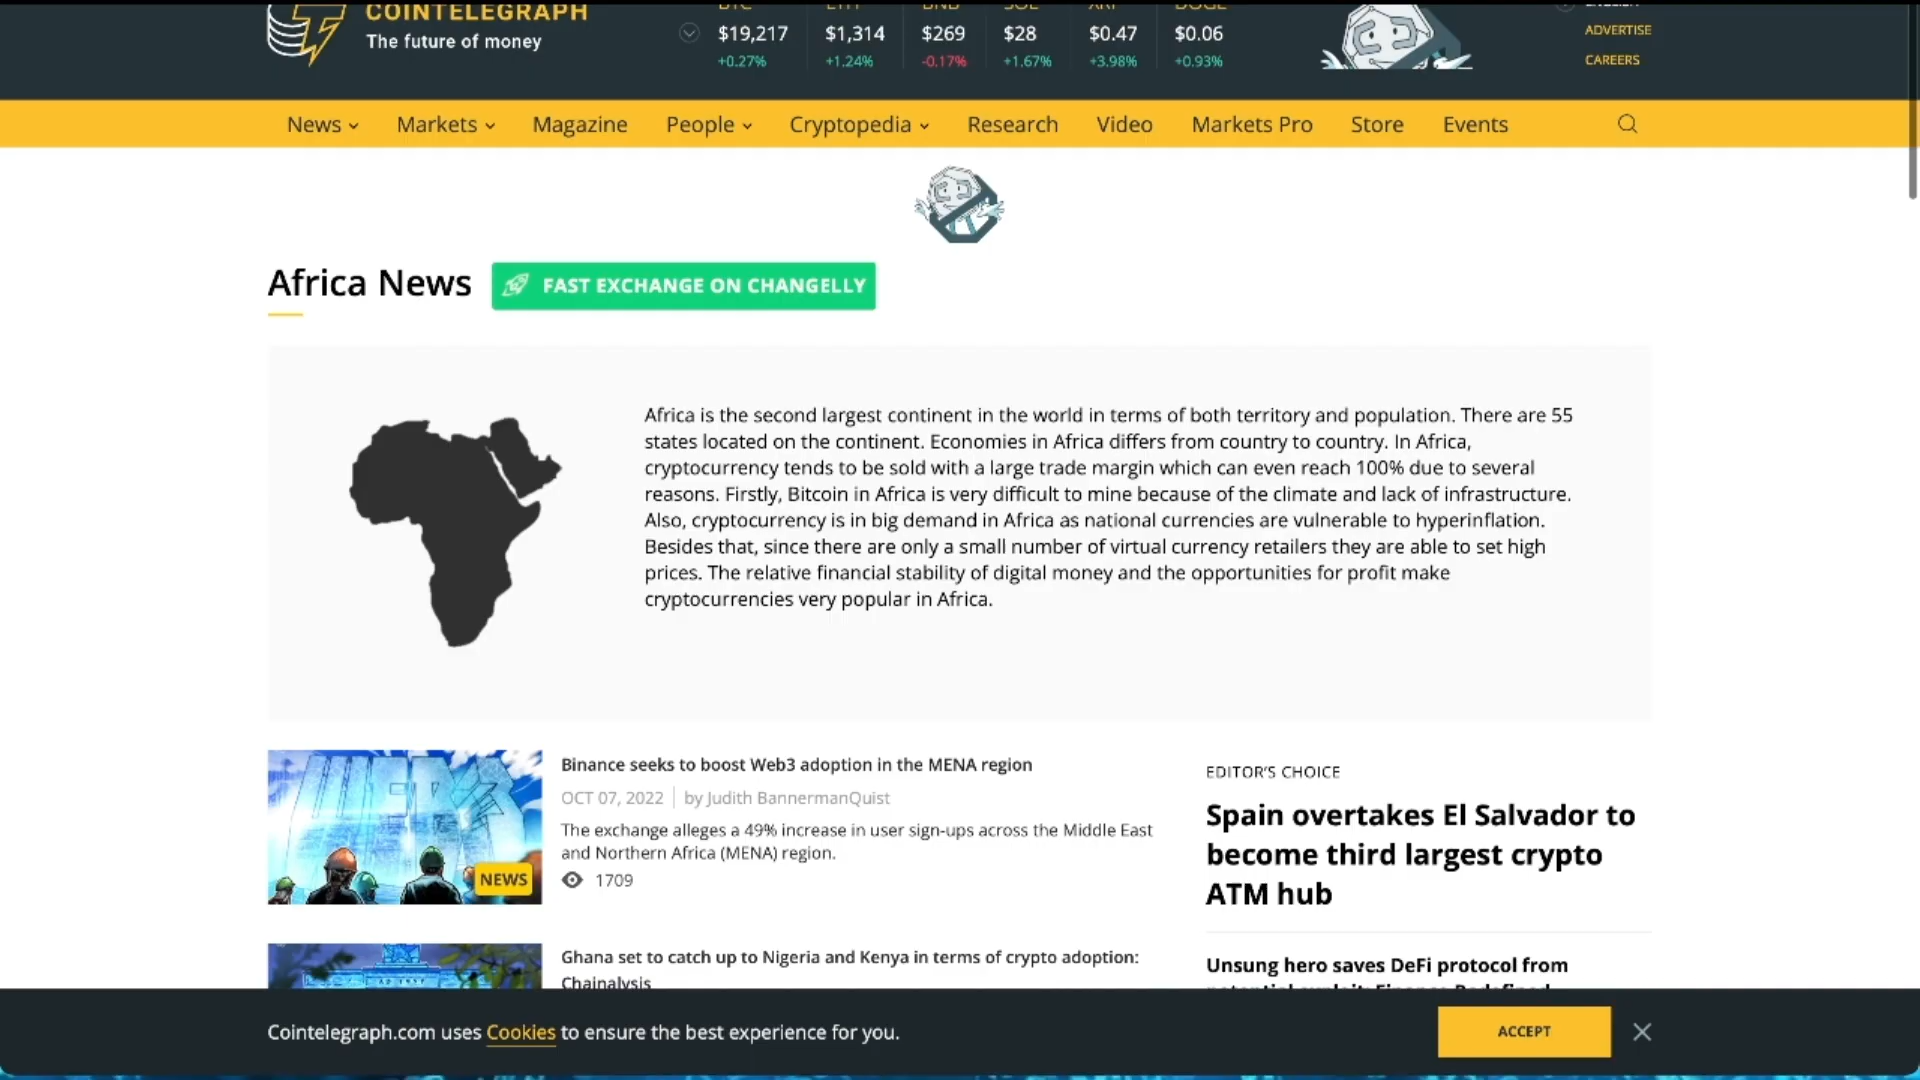 COINTELEGRAPH
The future of money
BTC ETH BNB SOL XRP DOGE
$19,217 $1,314 $269 $28 $0.47 $0.06
+0.27% +1.24% -0.17% +1.67% +3.98% +0.93%
ENGLISH
ADVERTISE
CAREERS
News Markets Magazine People Cryptopedia Research Video Markets Pro Store Events
Africa News
FAST EXCHANGE ON CHANGELLY
Africa is the second largest continent in the world in terms of both territory and population. There are 55
states located on the continent. Economies in Africa differs from country to country. In Africa,
cryptocurrency tends to be sold with a large trade margin which can even reach 100% due to several
reasons. Firstly, Bitcoin in Africa is very difficult to mine because of the climate and lack of infrastructure.
Also, cryptocurrency is in big demand in Africa as national currencies are vulnerable to hyperinflation.
Besides that, since there are only a small number of virtual currency retailers they are able to set high
prices. The relative financial stability of digital money and the opportunities for profit make
cryptocurrencies very popular in Africa.
WEB3
NEWS
Binance seeks to boost Web3 adoption in the MENA region
OCT 07, 2022 by Judith BannermanQuist
The exchange alleges a 49% increase in user sign-ups across the Middle East
and Northern Africa (MENA) region.
1709
Ghana set to catch up to Nigeria and Kenya in terms of crypto adoption:
Chainalysis
EDITOR'S CHOICE
Spain overtakes El Salvador to
become third largest crypto
ATM hub
Unsung hero saves DeFi protocol from
potential exploit: Finance Redefined
Cointelegraph.com uses Cookies to ensure the best experience for you.
ACCEPT